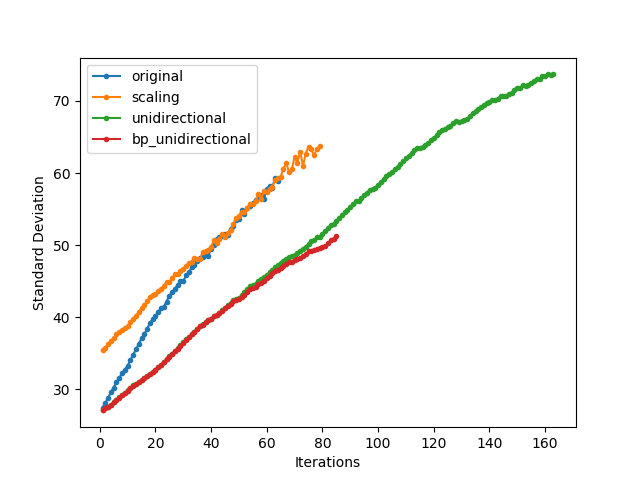 original
scaling
unidirectional
bp_unidirectional
Standard Deviation
70
60
50
40
30
0 20 40 60 80 100 120 140 160
Iterations